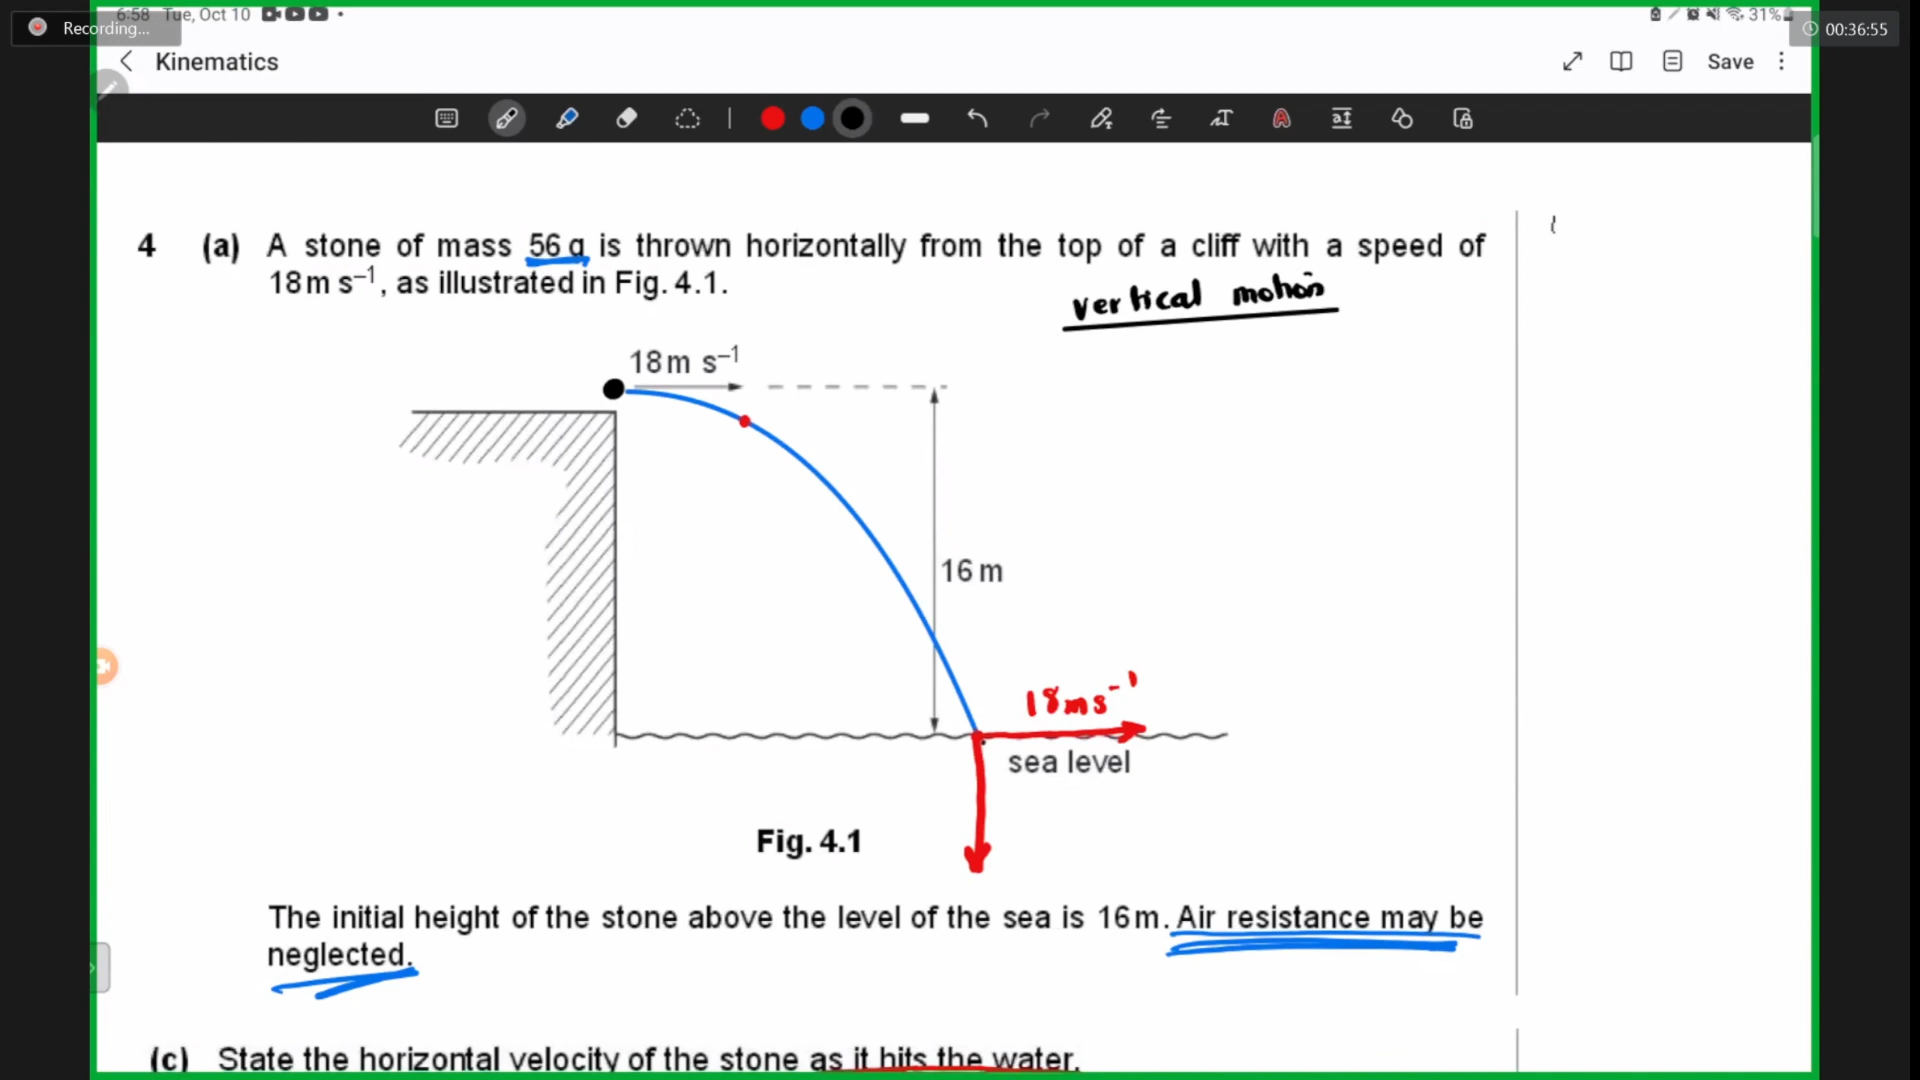 6:58 Tue, Oct 10
31%
Recording...
00:36:55
Kinematics
Save
4 (a) A stone of mass 56 g is thrown horizontally from the top of a cliff with a speed of
18 m s⁻¹, as illustrated in Fig. 4.1.
vertical motion
18 m s⁻¹
16 m
18ms⁻¹
sea level
Fig. 4.1
The initial height of the stone above the level of the sea is 16 m. Air resistance may be
neglected.
(c) State the horizontal velocity of the stone as it hits the water.